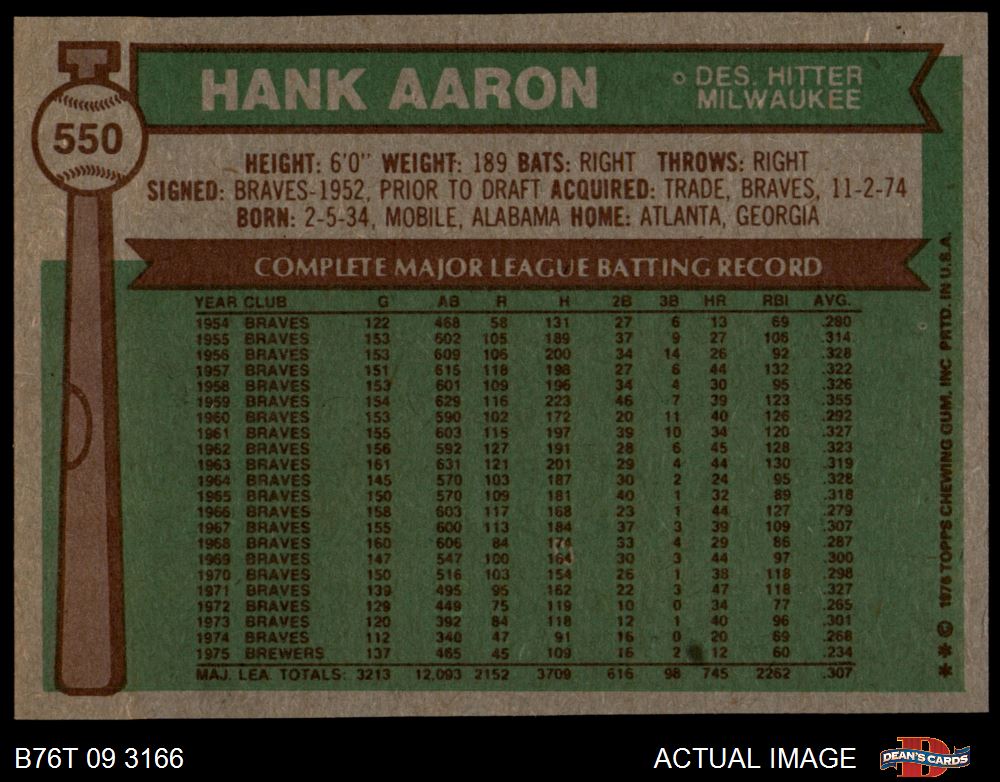 550
HANK AARON
DES. HITTER
MILWAUKEE
HEIGHT: 6'0" WEIGHT: 189 BATS: RIGHT THROWS: RIGHT
SIGNED: BRAVES-1952, PRIOR TO DRAFT ACQUIRED: TRADE, BRAVES, 11-2-74
BORN: 2-5-34, MOBILE, ALABAMA HOME: ATLANTA, GEORGIA
COMPLETE MAJOR LEAGUE BATTING RECORD
YEAR CLUB G AB R H 2B 3B HR RBI AVG.
1954 BRAVES 122 468 58 131 27 6 13 69 .280
1955 BRAVES 153 602 105 189 37 9 27 106 .314
1956 BRAVES 153 609 106 200 34 14 26 92 .328
1957 BRAVES 151 615 118 198 27 6 44 132 .322
1958 BRAVES 153 601 109 196 34 4 30 95 .326
1959 BRAVES 154 629 116 223 46 7 39 123 .355
1960 BRAVES 153 590 102 172 20 11 40 126 .292
1961 BRAVES 155 603 115 197 39 10 34 120 .327
1962 BRAVES 156 592 127 191 28 6 45 128 .323
1963 BRAVES 161 631 121 201 29 4 44 130 .319
1964 BRAVES 145 570 103 187 30 2 24 95 .328
1965 BRAVES 150 570 109 181 40 1 32 89 .318
1966 BRAVES 158 603 117 168 23 1 44 127 .279
1967 BRAVES 155 600 113 184 37 3 39 109 .307
1968 BRAVES 160 606 84 174 33 4 29 86 .287
1969 BRAVES 147 547 100 164 30 3 44 97 .300
1970 BRAVES 150 516 103 154 26 1 38 118 .298
1971 BRAVES 139 495 95 162 22 3 47 118 .327
1972 BRAVES 129 449 75 119 10 0 34 77 .265
1973 BRAVES 120 392 84 118 12 1 40 96 .301
1974 BRAVES 112 340 47 91 16 0 20 69 .268
1975 BREWERS 137 465 45 109 16 2 12 60 .234
MAJ. LEA. TOTALS: 3213 12,093 2152 3709 616 98 745 2262 .307
* * © 1976 TOPPS CHEWING GUM, INC PRTD. IN U.S.A.
B76T 09 3166
ACTUAL IMAGE
D
DEAN'S CARDS